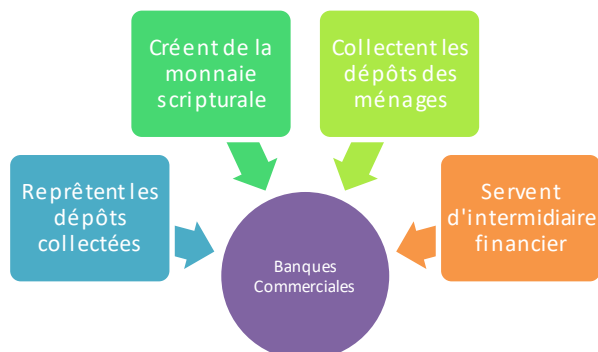 Créent de la
monnaie
scripturale
Collectent les
dépôts des
ménages
Reprêtent les
dépôts
collectées
Servent
d'intermidiaire
financier
Banques
Commerciales